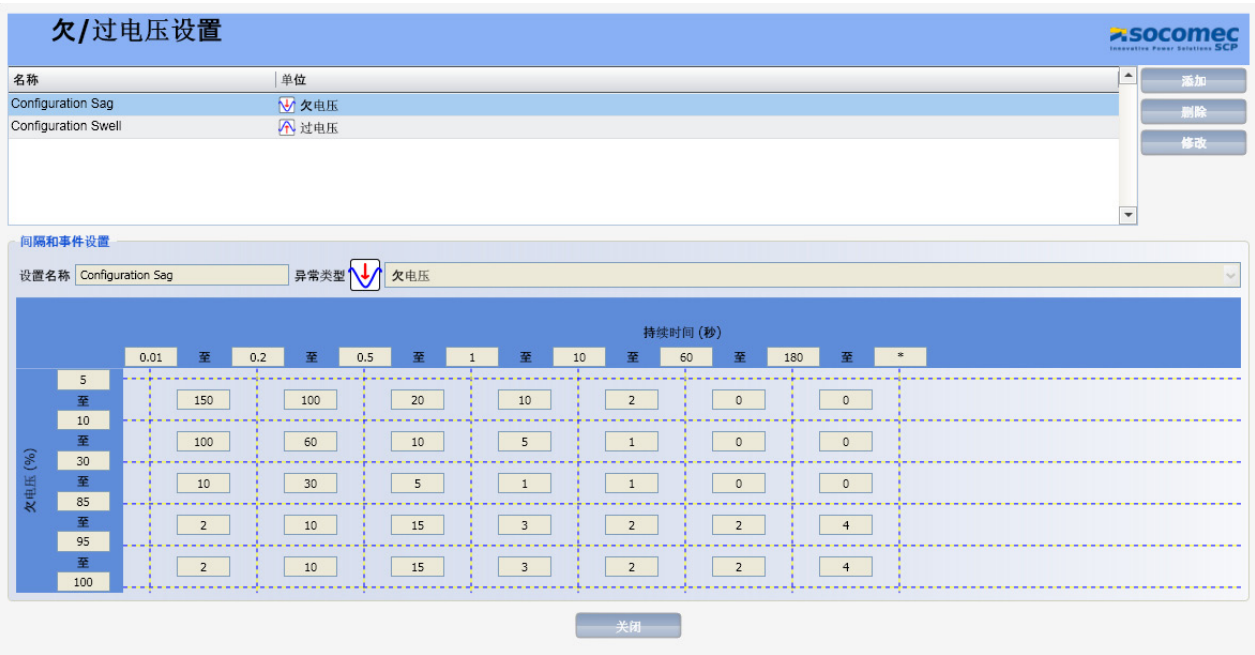 欠/过电压设置
socomec
Innovative Power Solutions SCP
名称 单位
添加
Configuration Sag 欠电压
删除
Configuration Swell 过电压
修改
间隔和事件设置
设置名称 Configuration Sag 异常类型 欠电压
持续时间 (秒)
0.01 至 0.2 至 0.5 至 1 至 10 至 60 至 180 至 *
欠电压 (%)
5
至 150 100 20 10 2 0 0
10
至 100 60 10 5 1 0 0
30
至 10 30 5 1 1 0 0
85
至 2 10 15 3 2 2 4
95
至 2 10 15 3 2 2 4
100
关闭